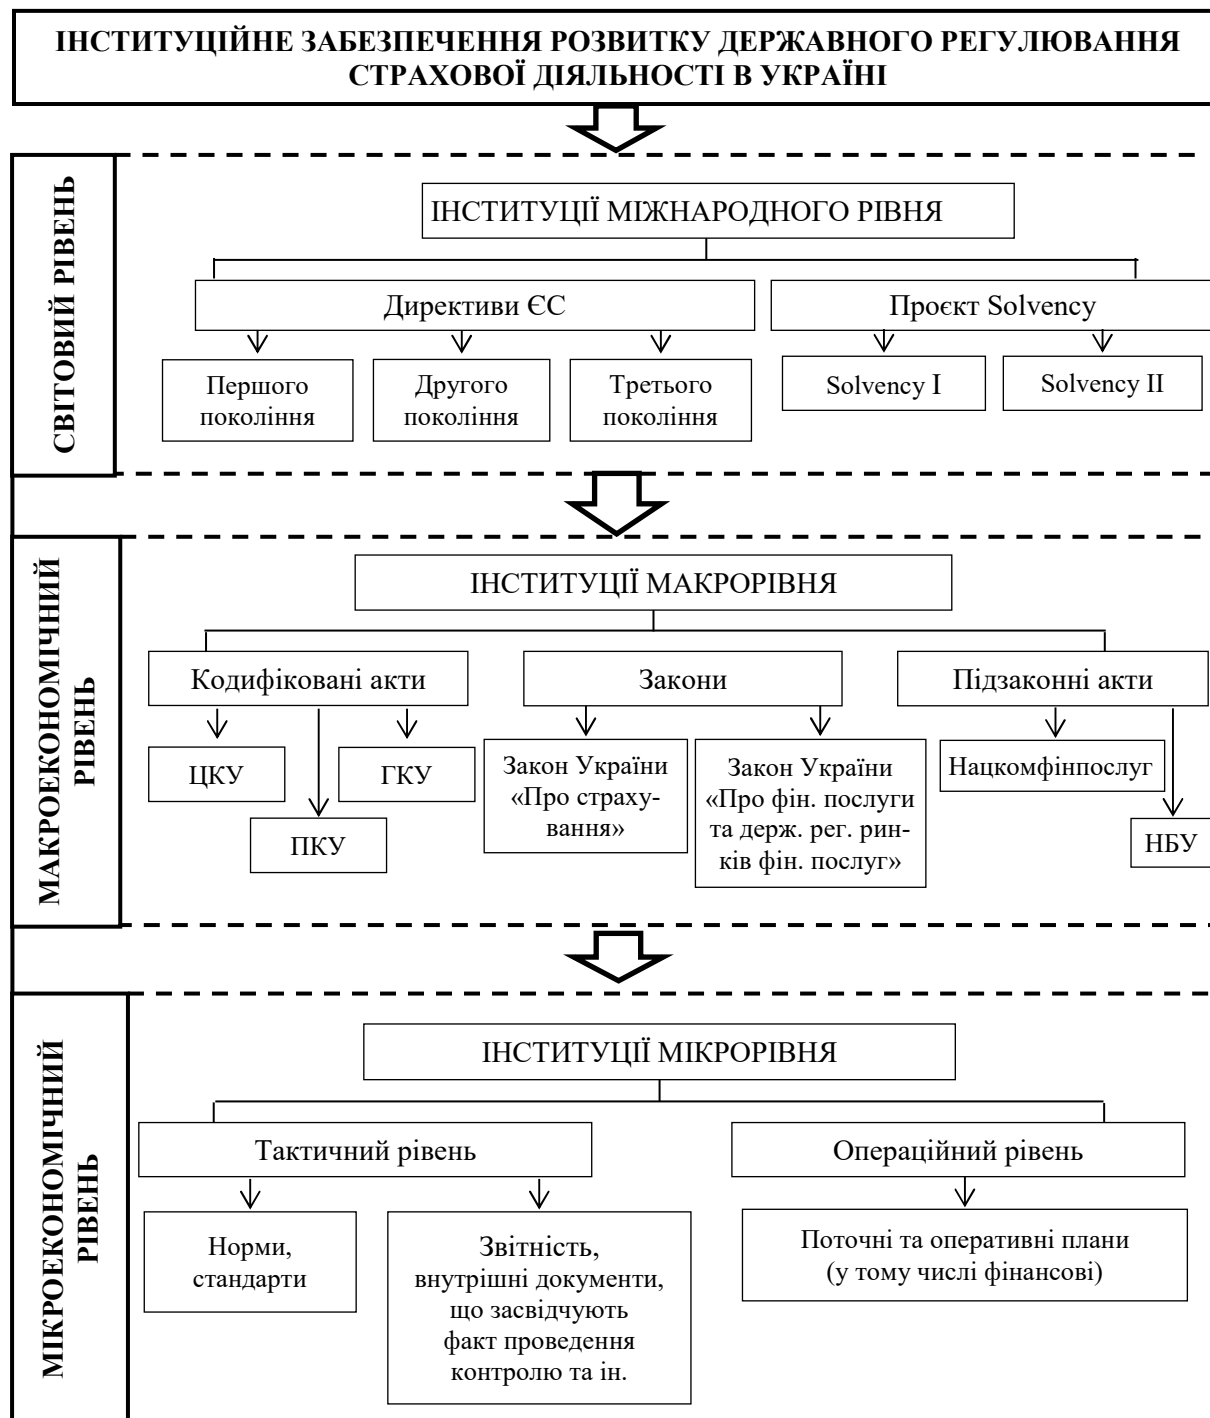 ІНСТИТУЦІЙНЕ ЗАБЕЗПЕЧЕННЯ РОЗВИТКУ ДЕРЖАВНОГО РЕГУЛЮВАННЯ
СТРАХОВОЇ ДІЯЛЬНОСТІ В УКРАЇНІ
СВІТОВИЙ РІВЕНЬ
ІНСТИТУЦІЇ МІЖНАРОДНОГО РІВНЯ
Директиви ЄС
Проєкт Solvency
Першого
покоління
Другого
покоління
Третього
покоління
Solvency I
Solvency II
МАКРОЕКОНОМІЧНИЙ
РІВЕНЬ
ІНСТИТУЦІЇ МАКРОРІВНЯ
Кодифіковані акти
Закони
Підзаконні акти
ЦКУ
ПКУ
ГКУ
Закон України
«Про страху-
вання»
Закон України
«Про фін. послуги
та держ. рег. рин-
ків фін. послуг»
Нацкомфінпослуг
НБУ
МІКРОЕКОНОМІЧНИЙ
РІВЕНЬ
ІНСТИТУЦІЇ МІКРОРІВНЯ
Тактичний рівень
Операційний рівень
Норми,
стандарти
Звітність,
внутрішні документи,
що засвідчують
факт проведення
контролю та ін.
Поточні та оперативні плани
(у тому числі фінансові)